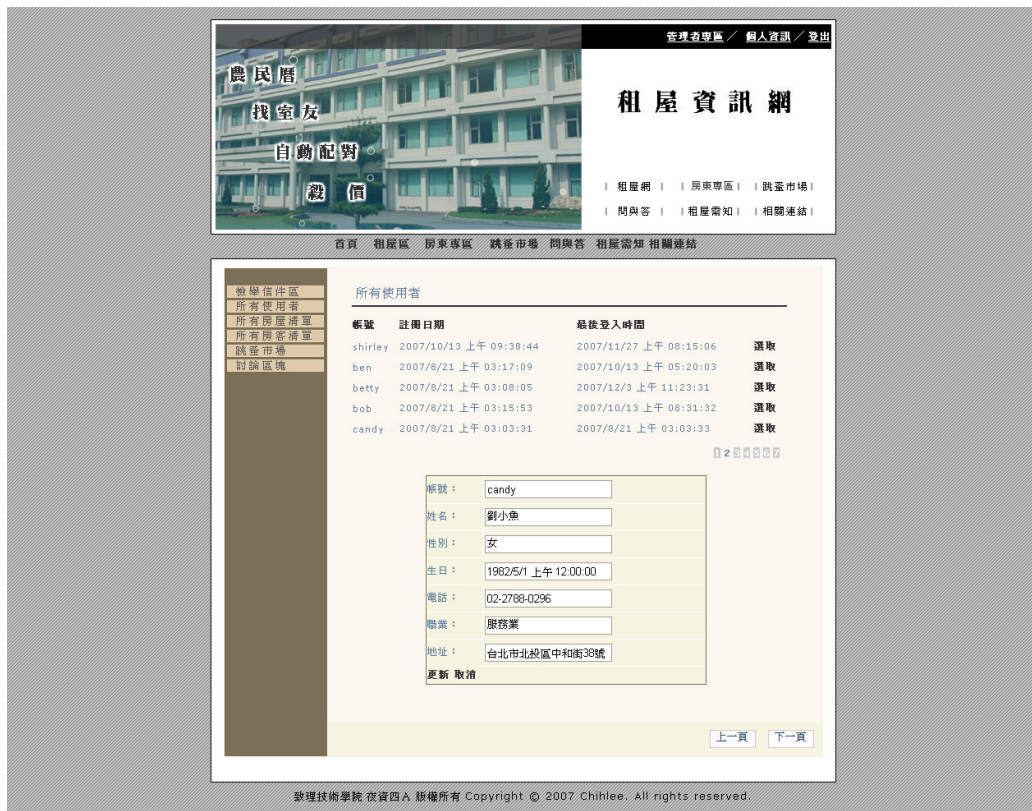 管理者專區 ／ 個人資訊 ／ 登出
農民曆
找室友
自動配對
殺價
租屋資訊網
| 租屋網 | | 房東專區 | | 跳蚤市場 |
| 問與答 | | 租屋需知 | | 相關連結 |
首頁 租屋區 房東專區 跳蚤市場 問與答 租屋需知 相關連結
檢舉信件區
所有使用者
所有房屋清單
所有房客清單
跳蚤市場
討論區塊
所有使用者
帳號 註冊日期 最後登入時間
shirley 2007/10/13 上午 09:38:44 2007/11/27 上午 08:15:06 選取
ben 2007/8/21 上午 03:17:09 2007/10/13 上午 05:20:03 選取
betty 2007/8/21 上午 03:08:05 2007/12/3 上午 11:23:31 選取
bob 2007/8/21 上午 03:15:53 2007/10/13 上午 08:31:32 選取
candy 2007/8/21 上午 03:03:31 2007/8/21 上午 03:03:33 選取
1 2 3 4 5 6 7
帳號： candy
姓名： 劉小魚
性別： 女
生日： 1982/5/1 上午 12:00:00
電話： 02-2788-0296
職業： 服務業
地址： 台北市北投區中和街38號
更新 取消
上一頁 下一頁
致理技術學院 夜資四A 版權所有 Copyright © 2007 Chihlee. All rights reserved.